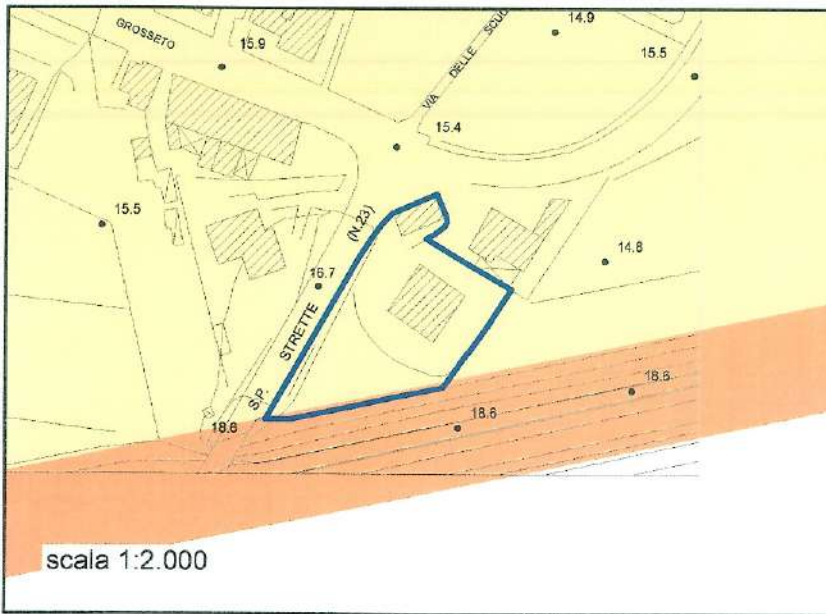 GROSSETO
15.9
VIA DELLE SCUO
14.9
15.5
15.4
15.5
(N.23)
14.8
16.7
S.P. STRETTE
18.6
18.6
18.6
scala 1:2.000